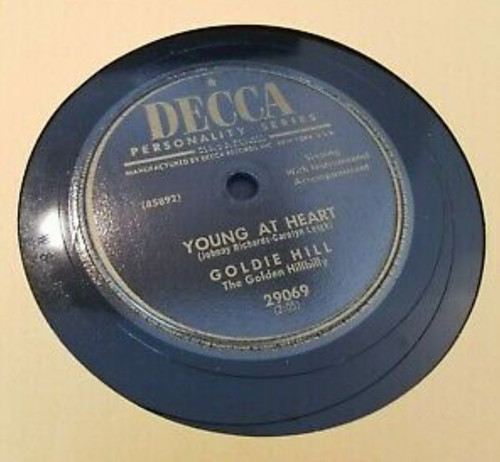 DECCA
PERSONALITY SERIES
MANUFACTURED BY DECCA RECORDS, INC., NEW YORK, U.S.A.
Singing
With Instrumental
Accompaniment
(85892)
YOUNG AT HEART
(Johnny Richards-Carolyn Leigh)
GOLDIE HILL
The Golden Hillbilly
29069